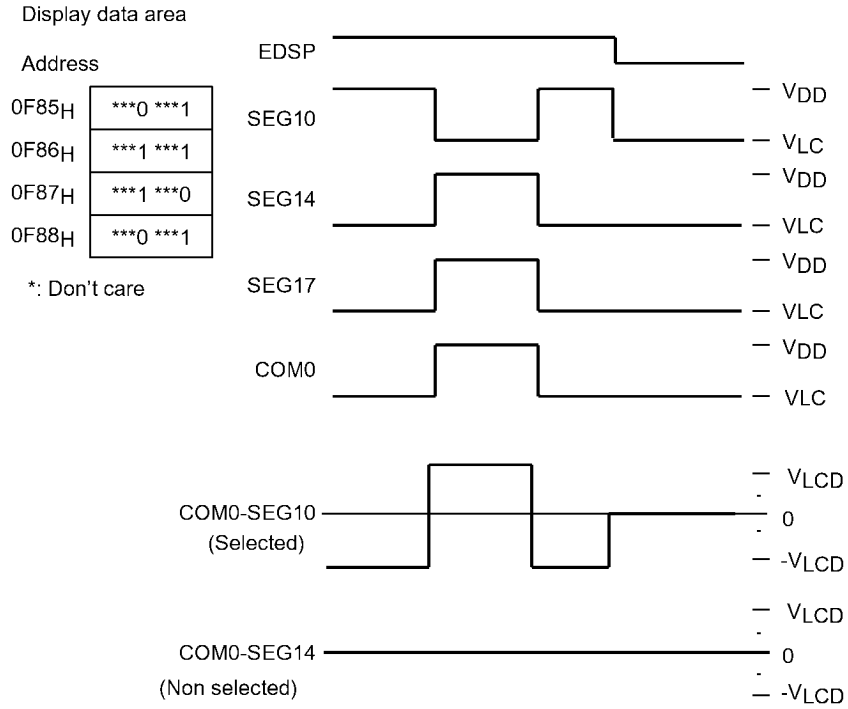 Display data area
Address
0F85H ***0 ***1
0F86H ***1 ***1
0F87H ***1 ***0
0F88H ***0 ***1
*: Don't care
EDSP
SEG10
VDD
VLC
SEG14
VDD
VLC
SEG17
VDD
VLC
COM0
VDD
VLC
COM0-SEG10
(Selected)
VLCD
0
-VLCD
COM0-SEG14
(Non selected)
VLCD
0
-VLCD